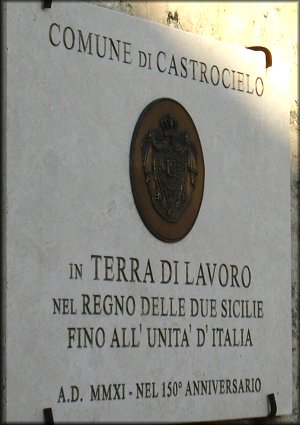 COMUNE DI CASTROCIELO
IN TERRA DI LAVORO
NEL REGNO DELLE DUE SICILIE
FINO ALL' UNITA' D' ITALIA
A.D. MMXI - NEL 150° ANNIVERSARIO